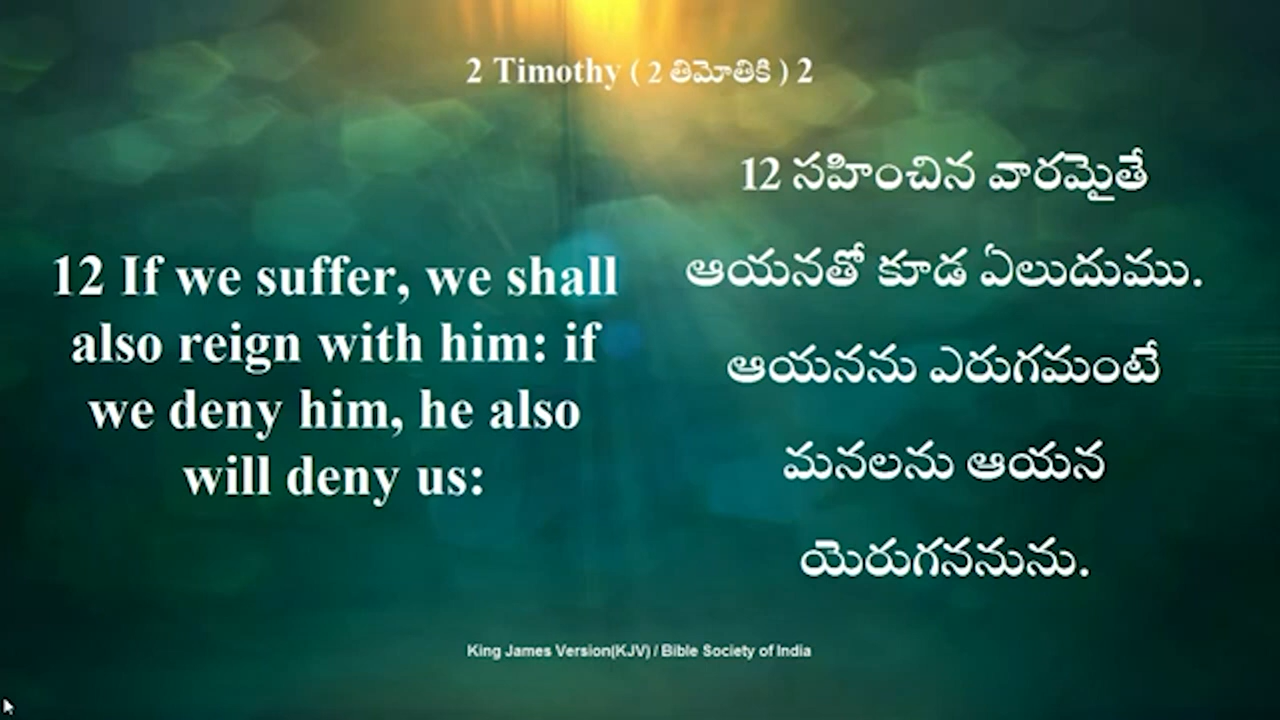 2 Timothy ( 2 తిమోతికి ) 2
12 If we suffer, we shall
also reign with him: if
we deny him, he also
will deny us:
12 సహించిన వారమైతే
ఆయనతో కూడ ఏలుదుము.
ఆయనను ఎరుగమంటే
మనలను ఆయన
యెరుగననును.
King James Version(KJV) / Bible Society of India